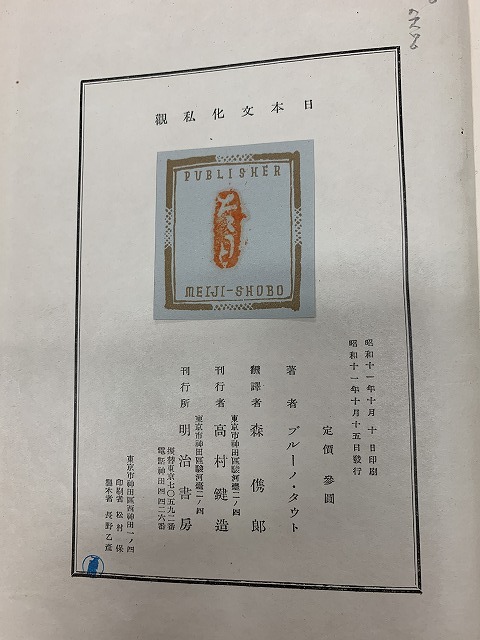 日本文化私觀
PUBLISHER
MEIJI-SHOBO
昭和十一年十月 十日印刷
昭和十一年十月十五日發行
定價 參圓
著者 ブルーノ・タウト
飜譯者 森儁郎
東京市神田區駿河臺二ノ四
刊行者 高村鍵造
東京市神田區駿河臺二ノ四
刊行所 明治書房
振替東京七〇五九二番
電話神田四四二六番
東京市神田區西神田一ノ四
印刷者 松村保
製本者 長野乙彥